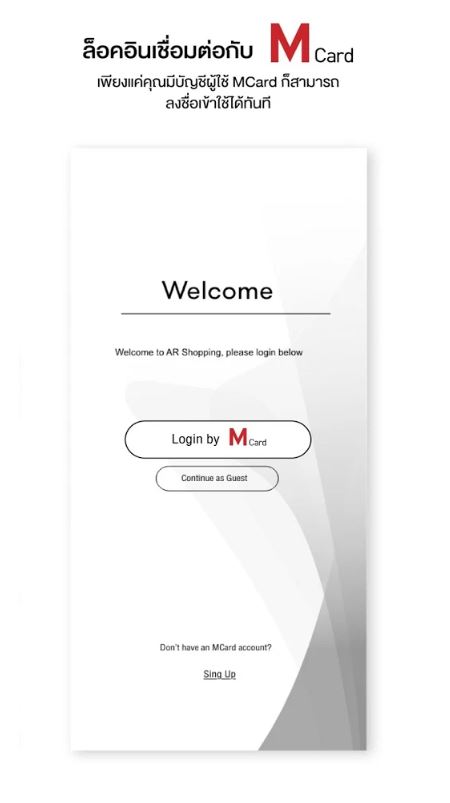 ล็อคอินเชื่อมต่อกับ M Card
เพียงแค่คุณมีบัญชีผู้ใช้ MCard ก็สามารถ
ลงชื่อเข้าใช้ได้ทันที
Welcome
Welcome to AR Shopping, please login below
Login by M Card
Continue as Guest
Don't have an MCard account?
Sing Up